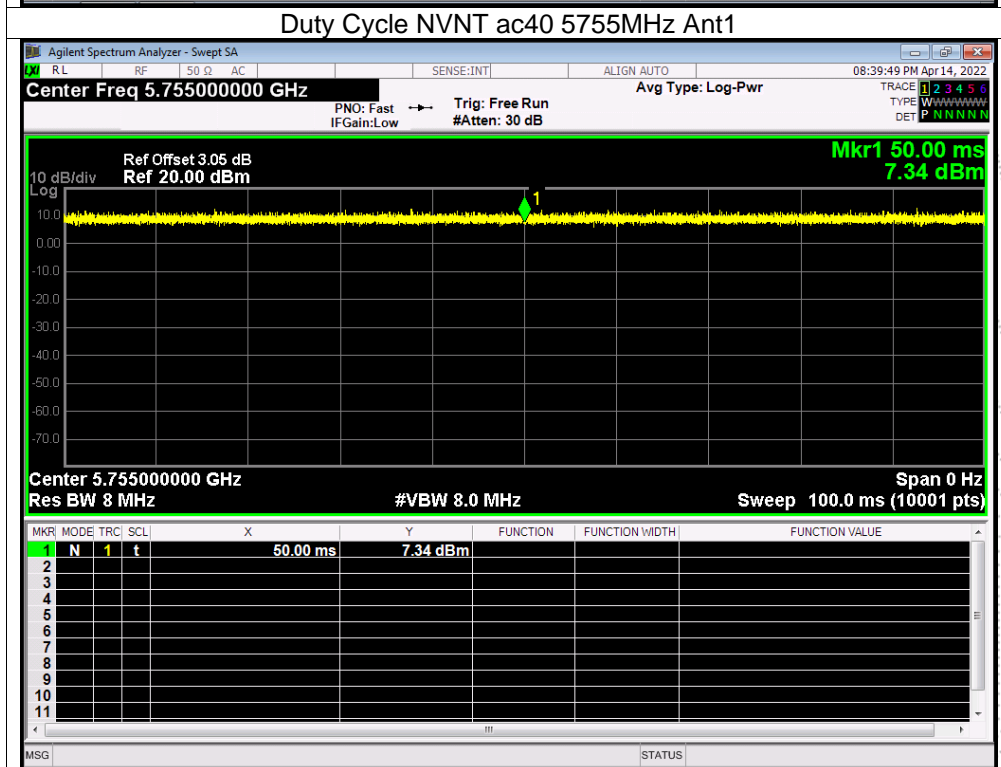 Duty Cycle NVNT ac40 5755MHz Ant1
Agilent Spectrum Analyzer - Swept SA
LXI RL RF 50 Ω AC SENSE:INT ALIGN AUTO 08:39:49 PM Apr 14, 2022
Center Freq 5.755000000 GHz Avg Type: Log-Pwr TRACE 1 2 3 4 5 6
PNO: Fast Trig: Free Run TYPE WWWWWW
IFGain:Low #Atten: 30 dB DET P N N N N N
Mkr1 50.00 ms
Ref Offset 3.05 dB
10 dB/div Ref 20.00 dBm 7.34 dBm
Log
1
10.0
0.00
-10.0
-20.0
-30.0
-40.0
-50.0
-60.0
-70.0
Center 5.755000000 GHz Span 0 Hz
Res BW 8 MHz #VBW 8.0 MHz Sweep 100.0 ms (10001 pts)
MKR MODE TRC SCL X Y FUNCTION FUNCTION WIDTH FUNCTION VALUE
1 N 1 t 50.00 ms 7.34 dBm
2
3
4
5
6
7
8
9
10
11
MSG STATUS